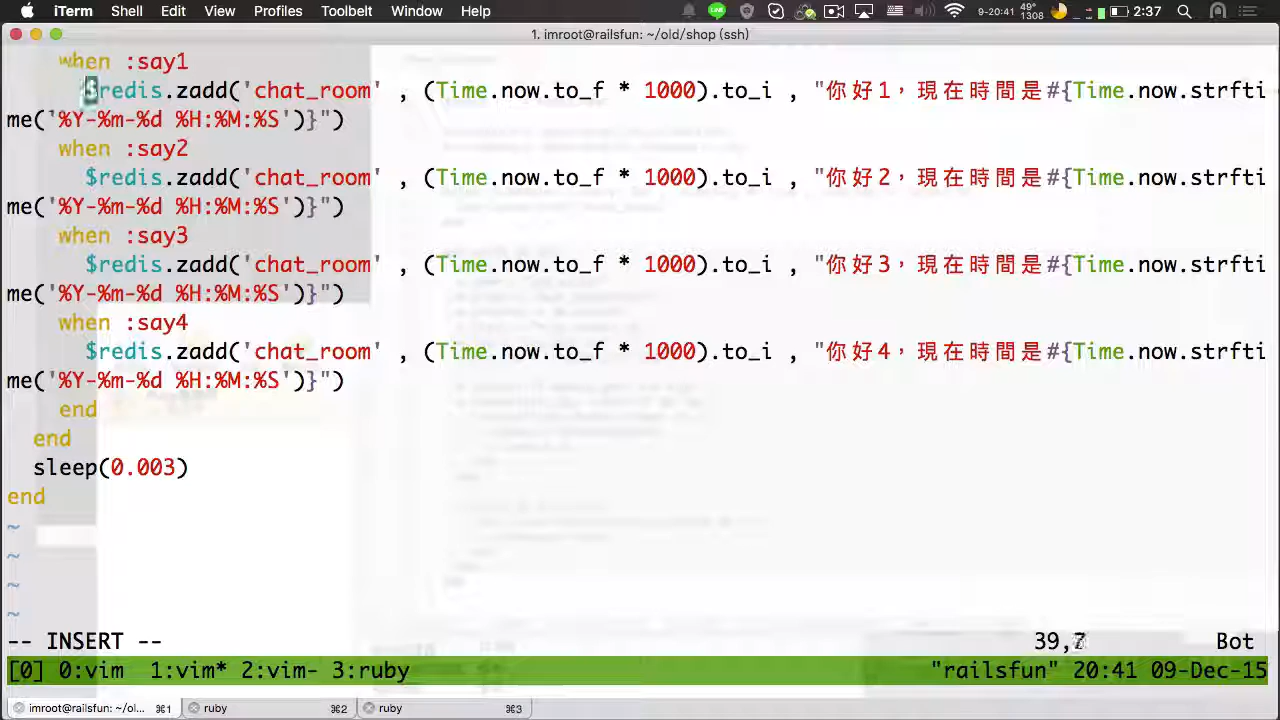 iTerm Shell Edit View Profiles Toolbelt Window Help 9-20:41 49° 1308 2:37
1. imroot@railsfun: ~/old/shop (ssh)
when :say1
$redis.zadd('chat_room' , (Time.now.to_f * 1000).to_i , "你好1，現在時間是#{Time.now.strfti
me('%Y-%m-%d %H:%M:%S')}")
when :say2
$redis.zadd('chat_room' , (Time.now.to_f * 1000).to_i , "你好2，現在時間是#{Time.now.strfti
me('%Y-%m-%d %H:%M:%S')}")
when :say3
$redis.zadd('chat_room' , (Time.now.to_f * 1000).to_i , "你好3，現在時間是#{Time.now.strfti
me('%Y-%m-%d %H:%M:%S')}")
when :say4
$redis.zadd('chat_room' , (Time.now.to_f * 1000).to_i , "你好4，現在時間是#{Time.now.strfti
me('%Y-%m-%d %H:%M:%S')}")
end
end
sleep(0.003)
end
~
~
~
~
-- INSERT -- 39,7 Bot
[0] 0:vim 1:vim* 2:vim- 3:ruby "railsfun" 20:41 09-Dec-15
imroot@railsfun: ~/ol... ⌘1 ruby ⌘2 ruby ⌘3